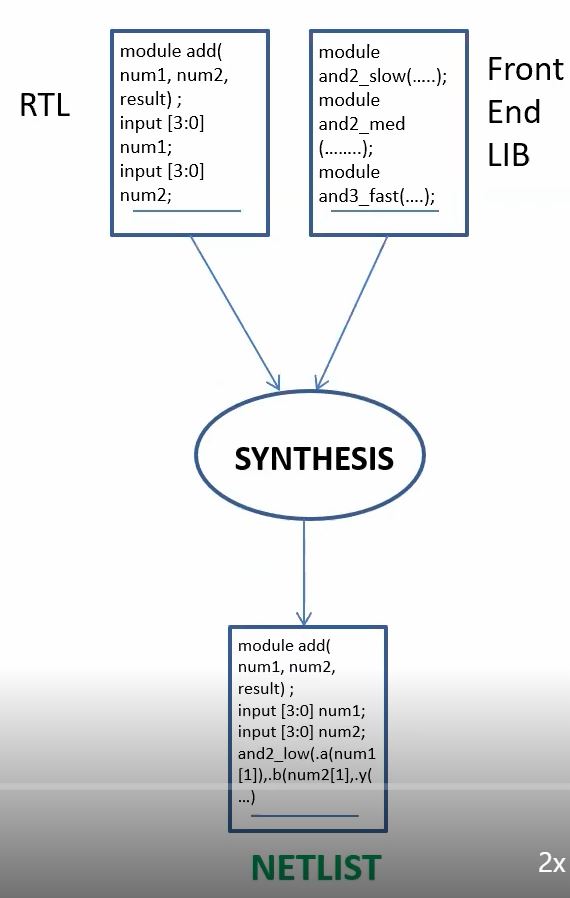 RTL
module add(
num1, num2,
result) ;
input [3:0]
num1;
input [3:0]
num2;
module
and2_slow(.....);
module
and2_med
(........);
module
and3_fast(....);
Front
End
LIB
SYNTHESIS
module add(
num1, num2,
result) ;
input [3:0] num1;
input [3:0] num2;
and2_low(.a(num1
[1]),.b(num2[1],.y(
...)
NETLIST
2x